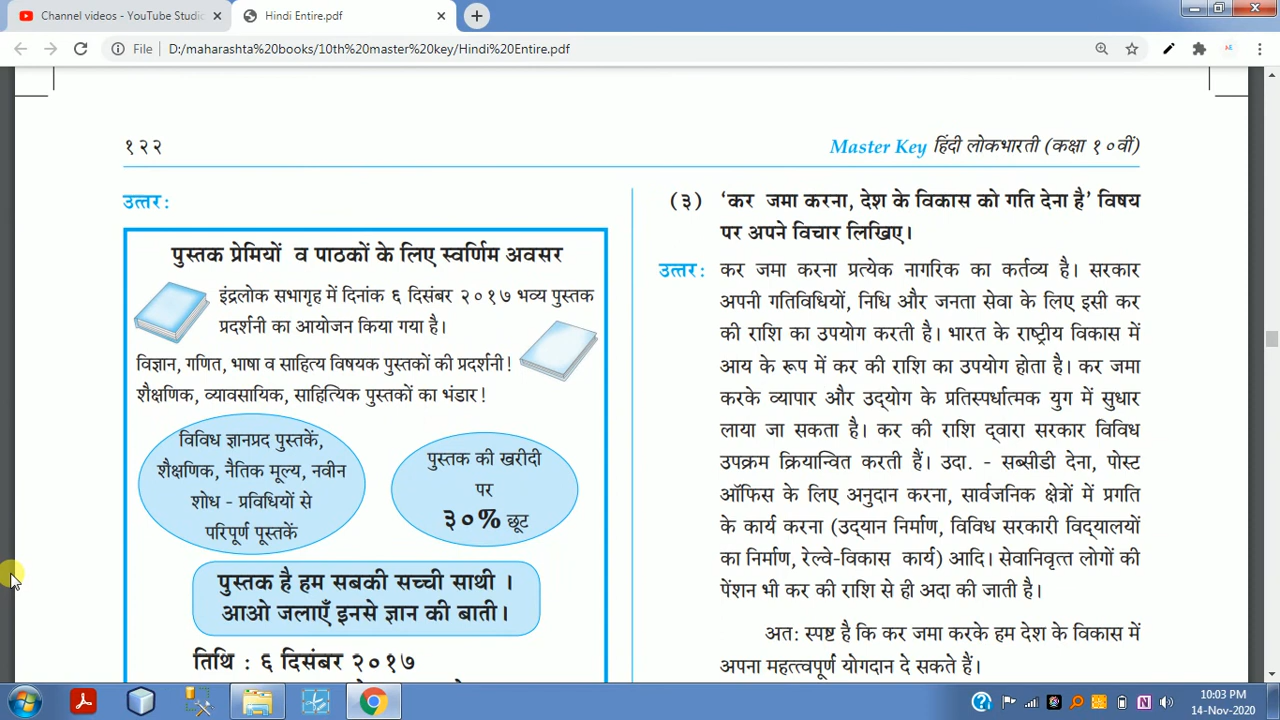 Channel videos - YouTube Studio
Hindi Entire.pdf
File
D:/maharashta%20books/10th%20master%20key/Hindi%20Entire.pdf
१२२
Master Key हिंदी लोकभारती (कक्षा १०वीं)
उत्तर:
पुस्तक प्रेमियों व पाठकों के लिए स्वर्णिम अवसर
इंद्रलोक सभागृह में दिनांक ६ दिसंबर २०१७ भव्य पुस्तक
प्रदर्शनी का आयोजन किया गया है।
विज्ञान, गणित, भाषा व साहित्य विषयक पुस्तकों की प्रदर्शनी!
शैक्षणिक, व्यावसायिक, साहित्यिक पुस्तकों का भंडार!
विविध ज्ञानप्रद पुस्तकें,
शैक्षणिक, नैतिक मूल्य, नवीन
शोध - प्रविधियों से
परिपूर्ण पूस्तकें
पुस्तक की खरीदी
पर
३०% छूट
पुस्तक है हम सबकी सच्ची साथी ।
आओ जलाएँ इनसे ज्ञान की बाती।
तिथि : ६ दिसंबर २०१७
(३) ‘कर जमा करना, देश के विकास को गति देना है’ विषय
पर अपने विचार लिखिए।
उत्तर: कर जमा करना प्रत्येक नागरिक का कर्तव्य है। सरकार
अपनी गतिविधियों, निधि और जनता सेवा के लिए इसी कर
की राशि का उपयोग करती है। भारत के राष्ट्रीय विकास में
आय के रूप में कर की राशि का उपयोग होता है। कर जमा
करके व्यापार और उद्योग के प्रतिस्पर्धात्मक युग में सुधार
लाया जा सकता है। कर की राशि द्वारा सरकार विविध
उपक्रम क्रियान्वित करती हैं। उदा. - सब्सीडी देना, पोस्ट
ऑफिस के लिए अनुदान करना, सार्वजनिक क्षेत्रों में प्रगति
के कार्य करना (उद्यान निर्माण, विविध सरकारी विद्यालयों
का निर्माण, रेल्वे-विकास कार्य) आदि। सेवानिवृत्त लोगों की
पेंशन भी कर की राशि से ही अदा की जाती है।
अत: स्पष्ट है कि कर जमा करके हम देश के विकास में
अपना महत्त्वपूर्ण योगदान दे सकते हैं।
10:03 PM
14-Nov-2020